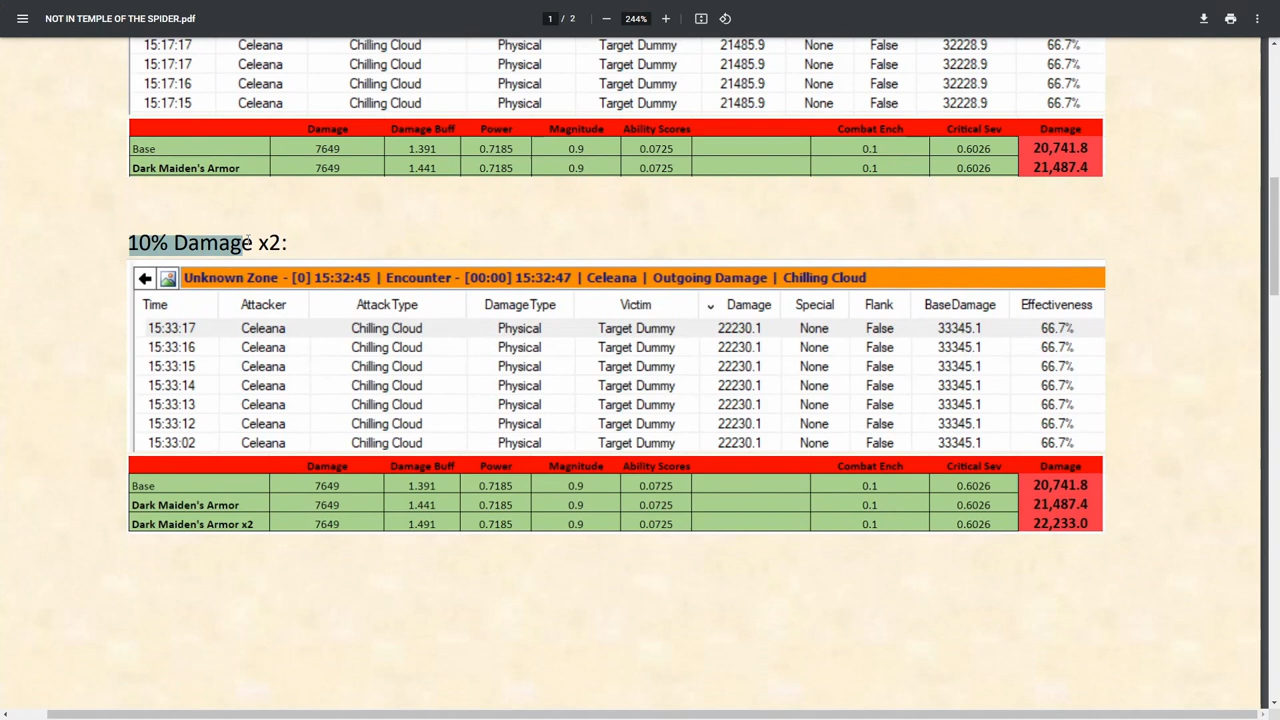 NOT IN TEMPLE OF THE SPIDER.pdf 1 / 2 244%
15:17:17 Celeana Chilling Cloud Physical Target Dummy 21485.9 None False 32228.9 66.7%
15:17:17 Celeana Chilling Cloud Physical Target Dummy 21485.9 None False 32228.9 66.7%
15:17:16 Celeana Chilling Cloud Physical Target Dummy 21485.9 None False 32228.9 66.7%
15:17:15 Celeana Chilling Cloud Physical Target Dummy 21485.9 None False 32228.9 66.7%
Damage Damage Buff Power Magnitude Ability Scores Combat Ench Critical Sev Damage
Base 7649 1.391 0.7185 0.9 0.0725 0.1 0.6026 20,741.8
Dark Maiden's Armor 7649 1.441 0.7185 0.9 0.0725 0.1 0.6026 21,487.4
10% Damage x2:
Unknown Zone - [0] 15:32:45 | Encounter - [00:00] 15:32:47 | Celeana | Outgoing Damage | Chilling Cloud
Time Attacker AttackType DamageType Victim Damage Special Flank BaseDamage Effectiveness
15:33:17 Celeana Chilling Cloud Physical Target Dummy 22230.1 None False 33345.1 66.7%
15:33:16 Celeana Chilling Cloud Physical Target Dummy 22230.1 None False 33345.1 66.7%
15:33:15 Celeana Chilling Cloud Physical Target Dummy 22230.1 None False 33345.1 66.7%
15:33:14 Celeana Chilling Cloud Physical Target Dummy 22230.1 None False 33345.1 66.7%
15:33:13 Celeana Chilling Cloud Physical Target Dummy 22230.1 None False 33345.1 66.7%
15:33:12 Celeana Chilling Cloud Physical Target Dummy 22230.1 None False 33345.1 66.7%
15:33:02 Celeana Chilling Cloud Physical Target Dummy 22230.1 None False 33345.1 66.7%
Damage Damage Buff Power Magnitude Ability Scores Combat Ench Critical Sev Damage
Base 7649 1.391 0.7185 0.9 0.0725 0.1 0.6026 20,741.8
Dark Maiden's Armor 7649 1.441 0.7185 0.9 0.0725 0.1 0.6026 21,487.4
Dark Maiden's Armor x2 7649 1.491 0.7185 0.9 0.0725 0.1 0.6026 22,233.0